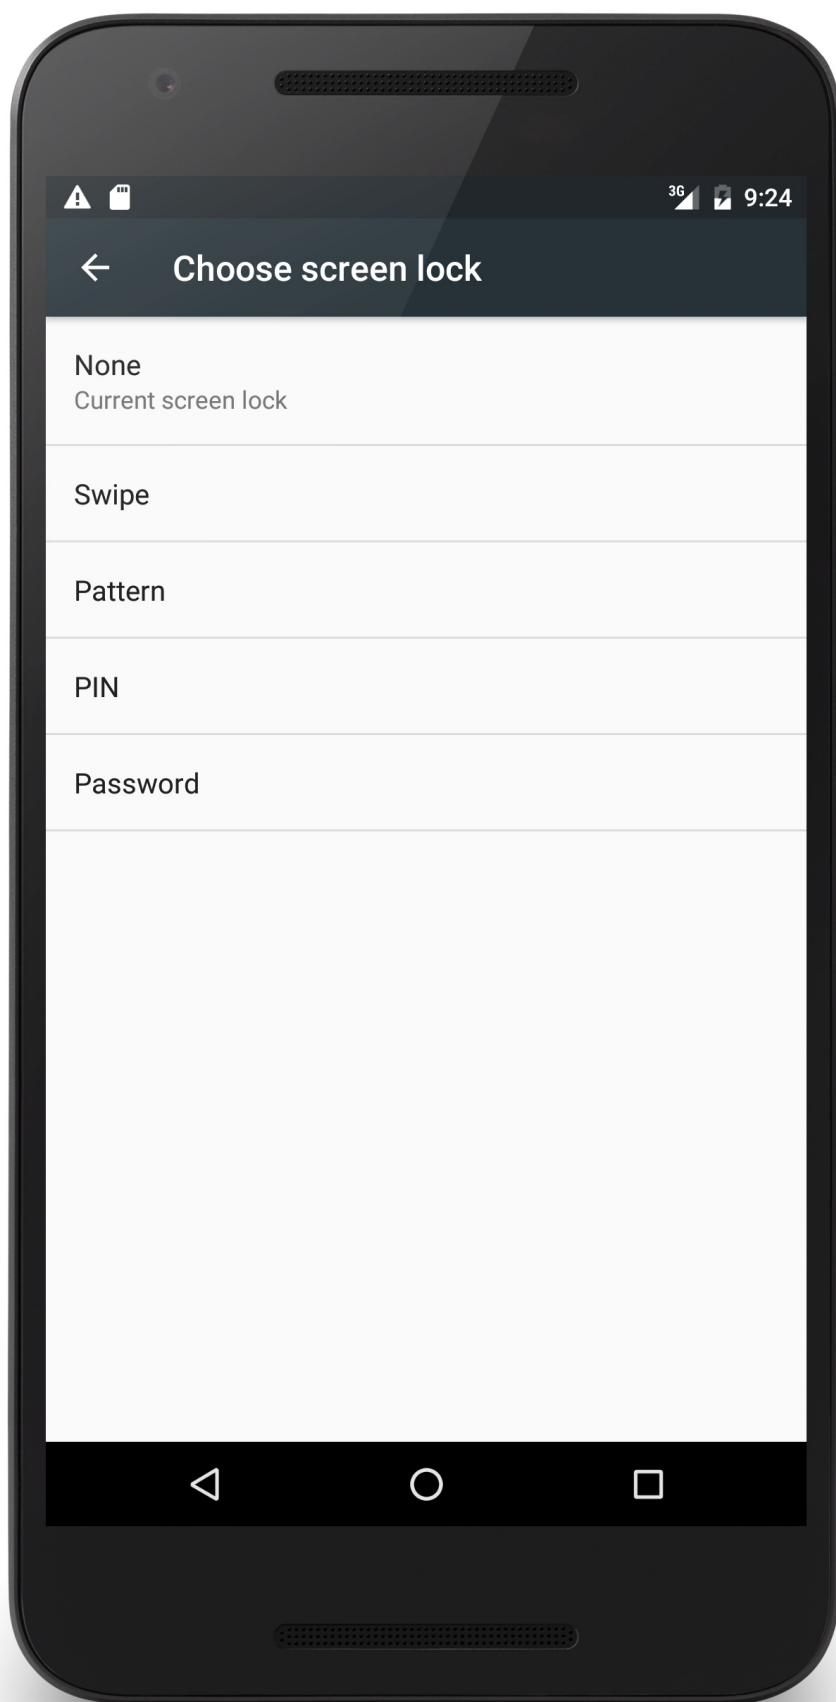 3G 9:24
Choose screen lock
None
Current screen lock
Swipe
Pattern
PIN
Password